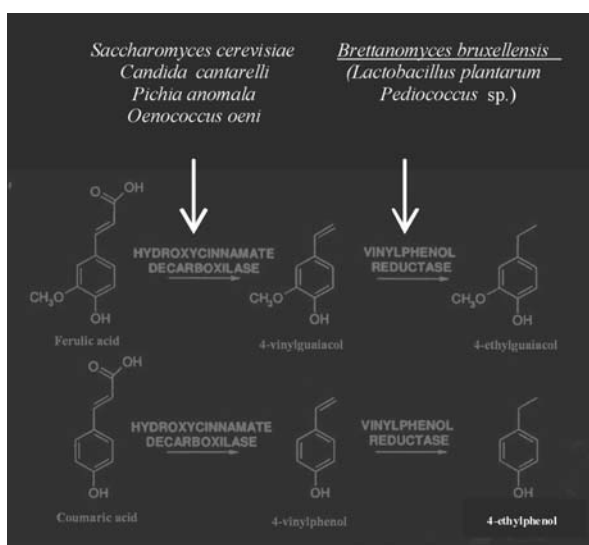 Saccharomyces cerevisiae
Candida cantarelli
Pichia anomala
Oenococcus oeni
Brettanomyces bruxellensis
(Lactobacillus plantarum
Pediococcus sp.)
O OH
HYDROXYCINNAMATE
DECARBOXILASE
VINYLPHENOL
REDUCTASE
CH₃O
OH
CH₃O
OH
CH₃O
OH
Ferulic acid
4-vinylguaiacol
4-ethylguaiacol
O OH
HYDROXYCINNAMATE
DECARBOXILASE
VINYLPHENOL
REDUCTASE
OH
OH
OH
Coumaric acid
4-vinylphenol
4-ethylphenol